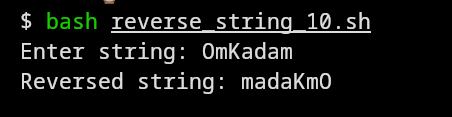 $ bash reverse_string_10.sh
Enter string: OmKadam
Reversed string: madaKmO